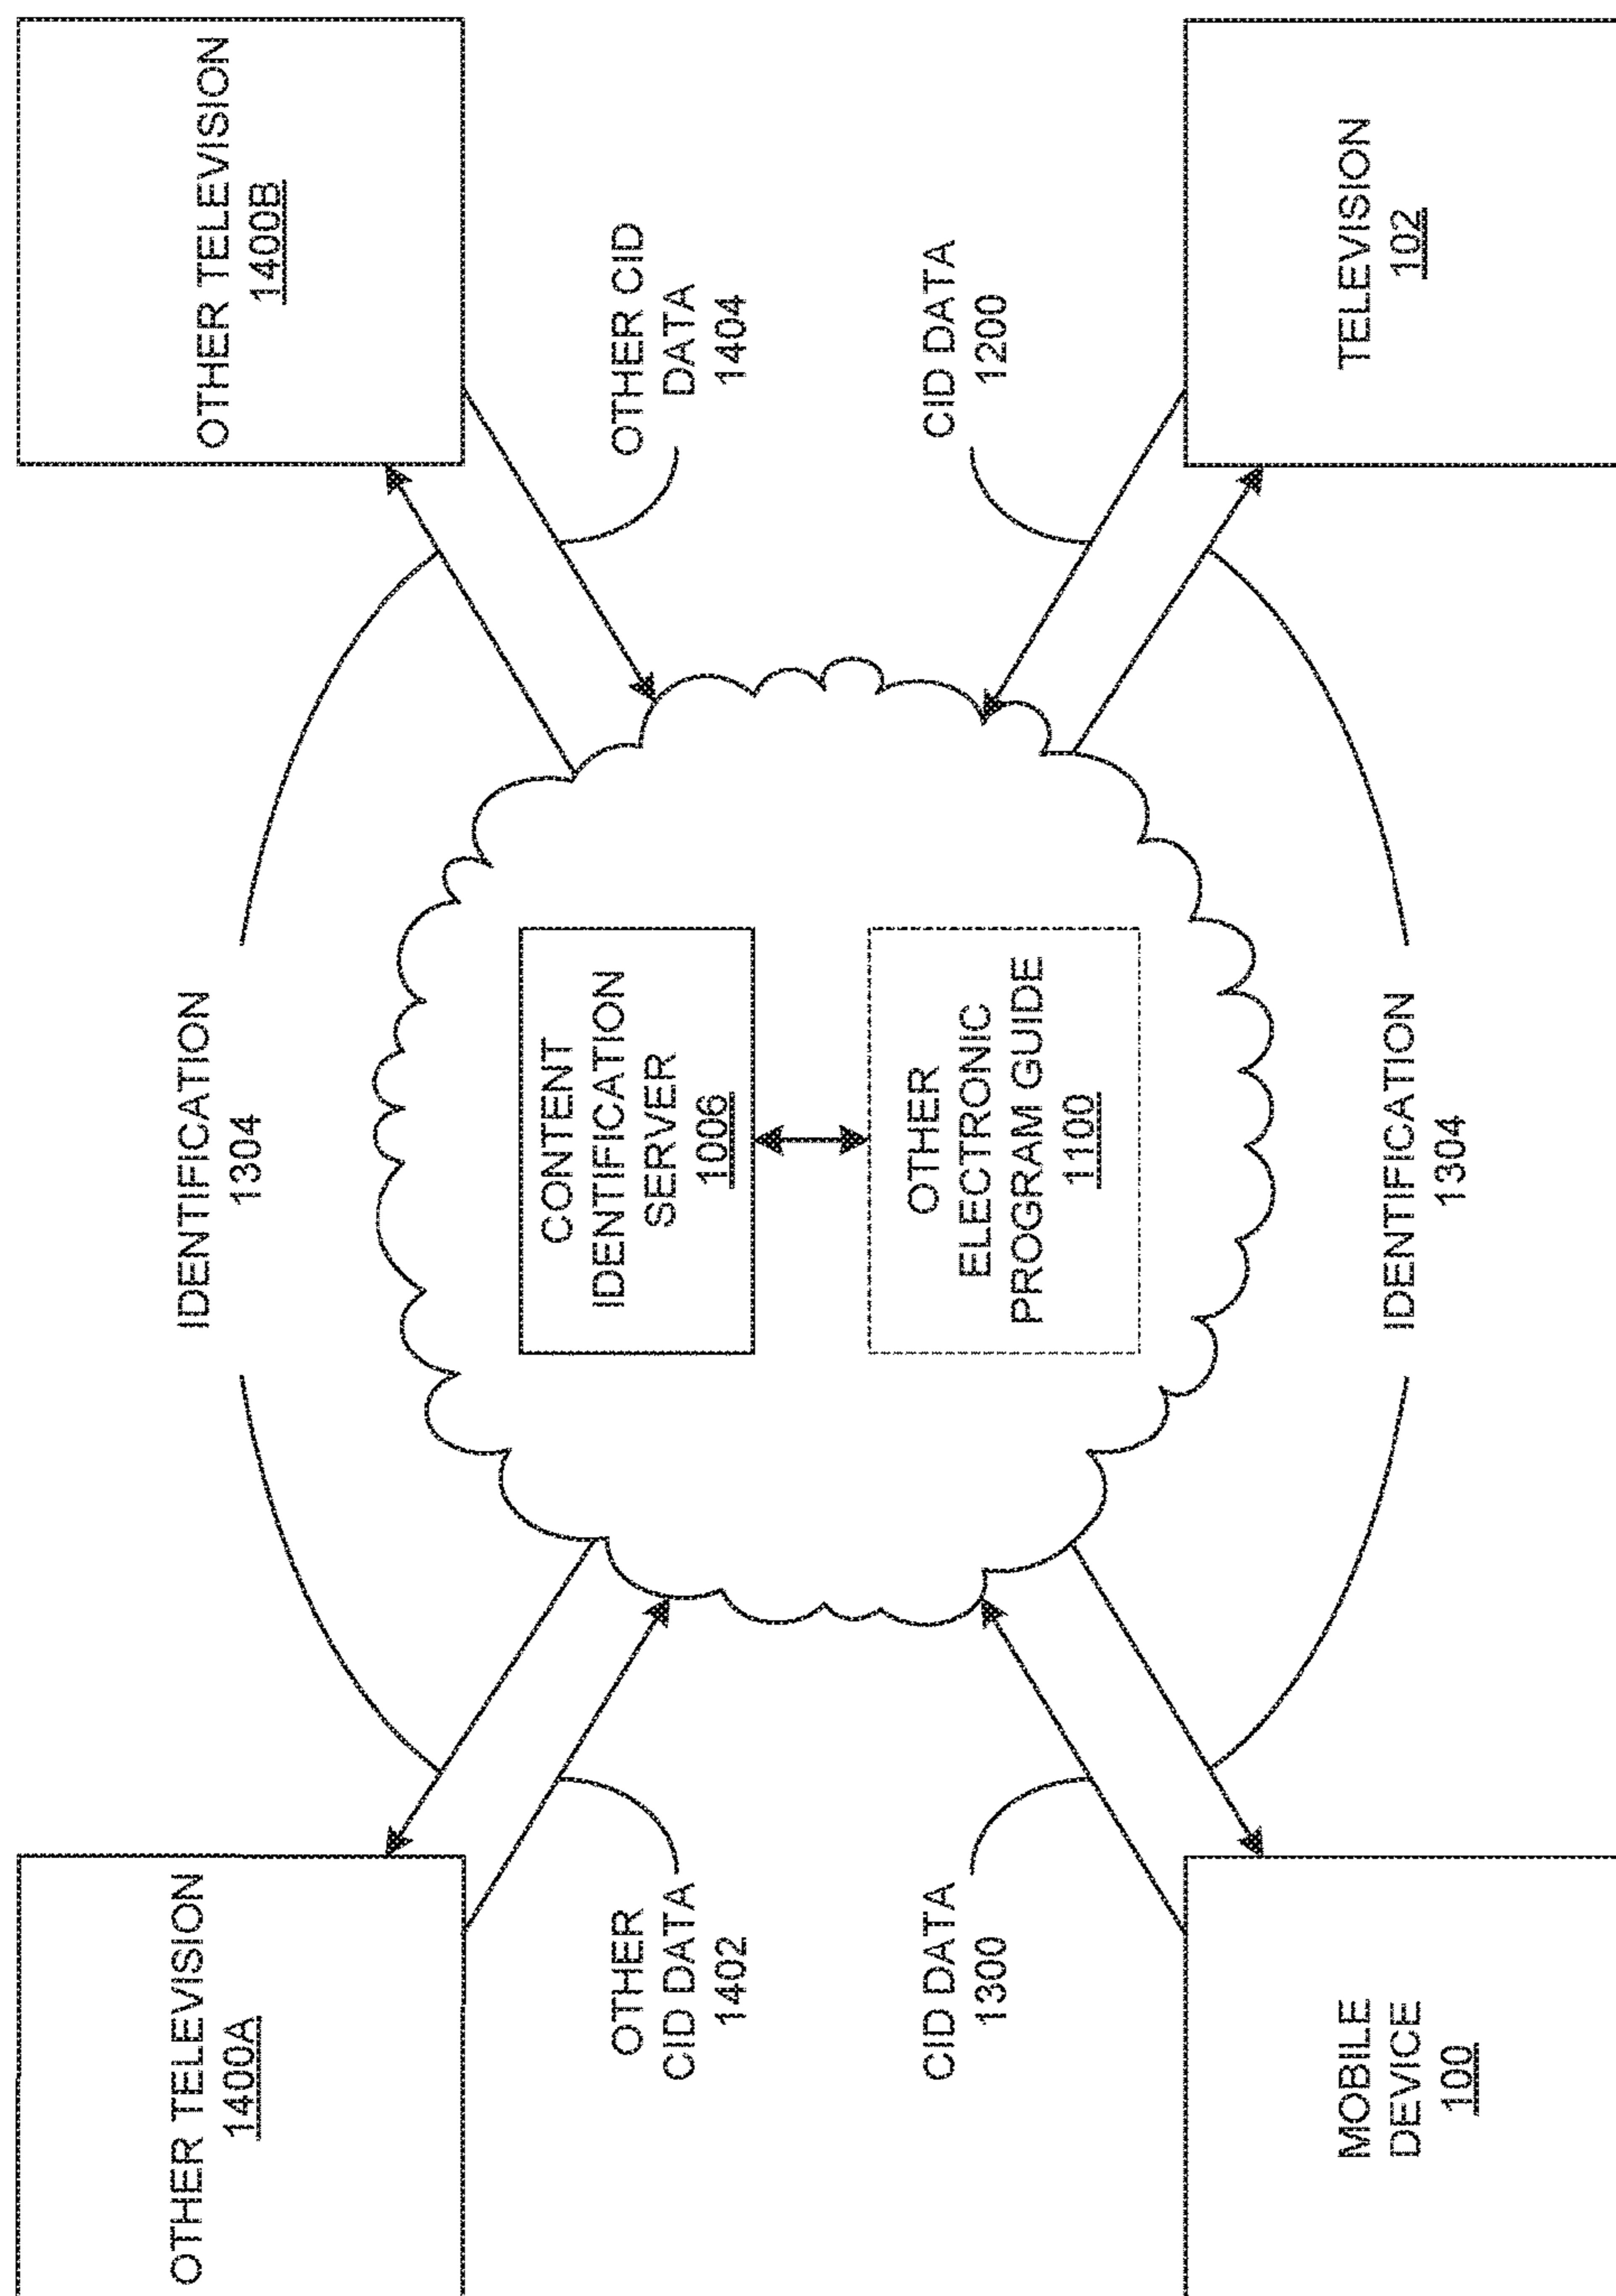 OTHER TELEVISION
1400A
IDENTIFICATION
1304
OTHER TELEVISION
1400B
OTHER
CID DATA
1402
CONTENT
IDENTIFICATION
SERVER
1006
OTHER CID
DATA
1404
CID DATA
1300
OTHER
ELECTRONIC
PROGRAM GUIDE
1100
CID DATA
1200
MOBILE
DEVICE
100
IDENTIFICATION
1304
TELEVISION
102